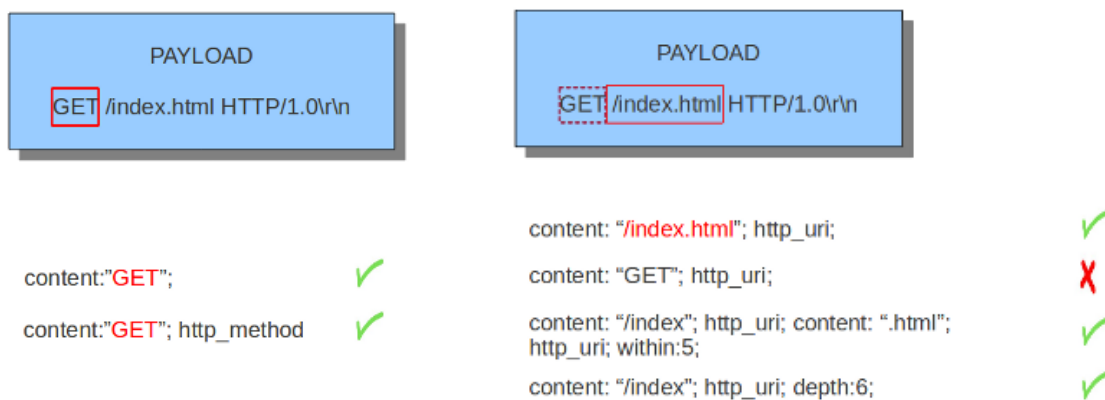 PAYLOAD
GET /index.html HTTP/1.0\r\n
content:”GET”;
content:”GET”; http_method
PAYLOAD
GET /index.html HTTP/1.0\r\n
content: “/index.html”; http_uri;
content: “GET”; http_uri;
content: “/index”; http_uri; content: “.html”;
http_uri; within:5;
content: “/index”; http_uri; depth:6;